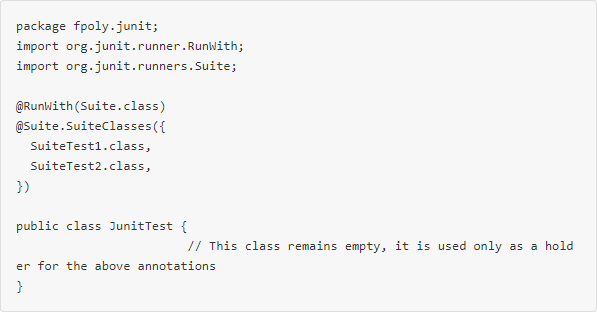 package fpoly.junit;
import org.junit.runner.RunWith;
import org.junit.runners.Suite;
@RunWith(Suite.class)
@Suite.SuiteClasses({
  SuiteTest1.class,
  SuiteTest2.class,
})
public class JunitTest {
                       // This class remains empty, it is used only as a hold
er for the above annotations
}